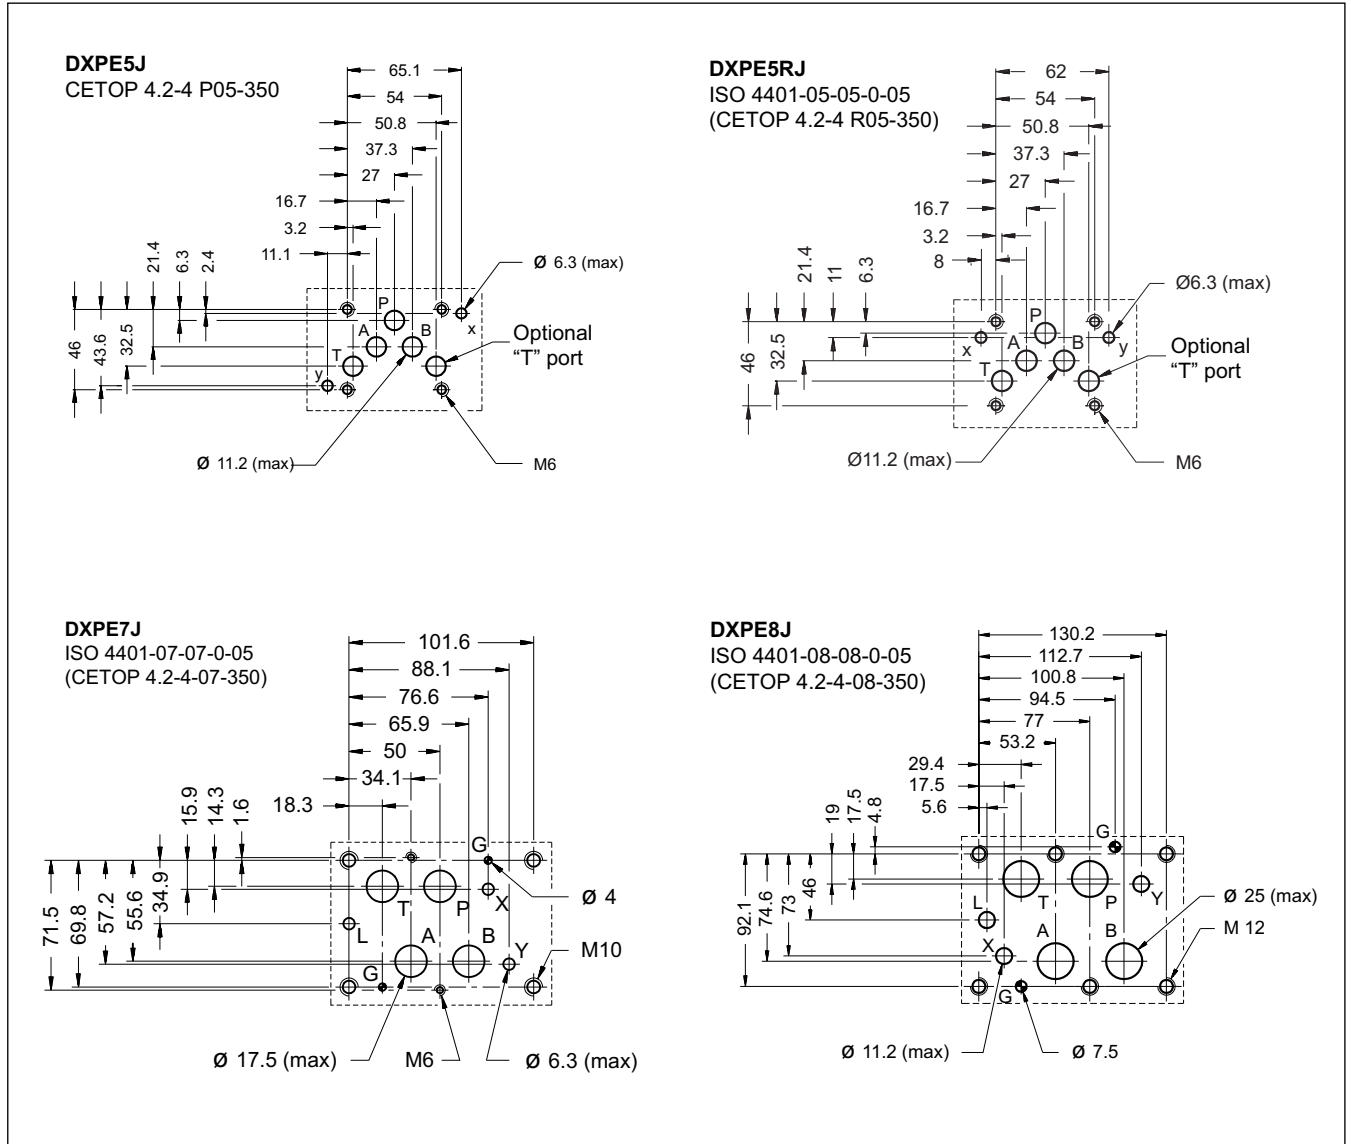 DXPE5J
CETOP 4.2-4 P05-350
65.1
54
50.8
37.3
27
16.7
3.2
11.1
21.4
6.3
2.4
Ø 6.3 (max)
P
x
A
B
Optional
“T” port
T
y
46
43.6
32.5
Ø 11.2 (max)
M6
DXPE5RJ
ISO 4401-05-05-0-05
(CETOP 4.2-4 R05-350)
62
54
50.8
37.3
27
16.7
3.2
8
21.4
11
6.3
Ø6.3 (max)
P
x
A
B
y
Optional
“T” port
T
46
32.5
Ø11.2 (max)
M6
DXPE7J
ISO 4401-07-07-0-05
(CETOP 4.2-4-07-350)
101.6
88.1
76.6
65.9
50
34.1
18.3
15.9
14.3
1.6
G
Ø 4
T
P
X
L
A
B
Y
M10
G
71.5
69.8
57.2
55.6
34.9
Ø 17.5 (max)
M6
Ø 6.3 (max)
DXPE8J
ISO 4401-08-08-0-05
(CETOP 4.2-4-08-350)
130.2
112.7
100.8
94.5
77
53.2
29.4
17.5
5.6
19
17.5
4.8
G
T
P
Y
Ø 25 (max)
L
A
B
M 12
X
G
92.1
74.6
73
46
Ø 11.2 (max)
Ø 7.5